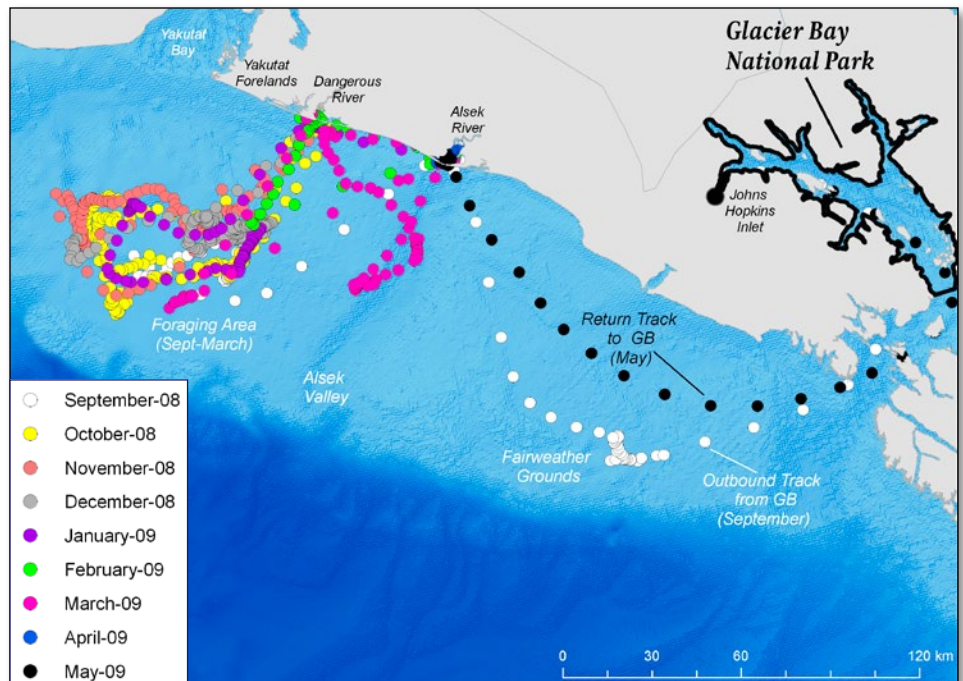 Yakutat
Bay
Yakutat
Forelands
Dangerous
River
Alsek
River
Glacier Bay
National Park
Johns
Hopkins
Inlet
Foraging Area
(Sept-March)
Return Track
to GB
(May)
Alsek
Valley
Fairweather
Grounds
Outbound Track
from GB
(September)
September-08
October-08
November-08
December-08
January-09
February-09
March-09
April-09
May-09
0 30 60 120 km